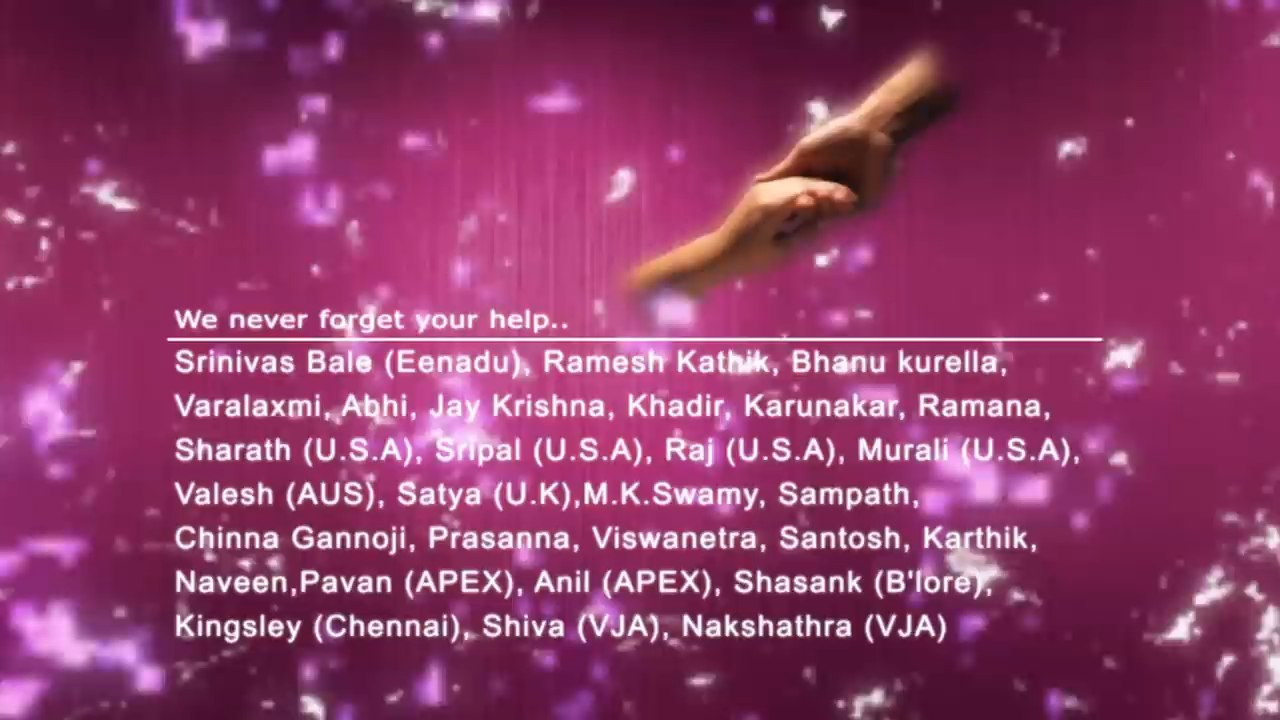 We never forget your help..
Srinivas Bale (Eenadu), Ramesh Kathik, Bhanu kurella,
Varalaxmi, Abhi, Jay Krishna, Khadir, Karunakar, Ramana,
Sharath (U.S.A), Sripal (U.S.A), Raj (U.S.A), Murali (U.S.A),
Valesh (AUS), Satya (U.K),M.K.Swamy, Sampath,
Chinna Gannoji, Prasanna, Viswanetra, Santosh, Karthik,
Naveen,Pavan (APEX), Anil (APEX), Shasank (B'lore),
Kingsley (Chennai), Shiva (VJA), Nakshathra (VJA)